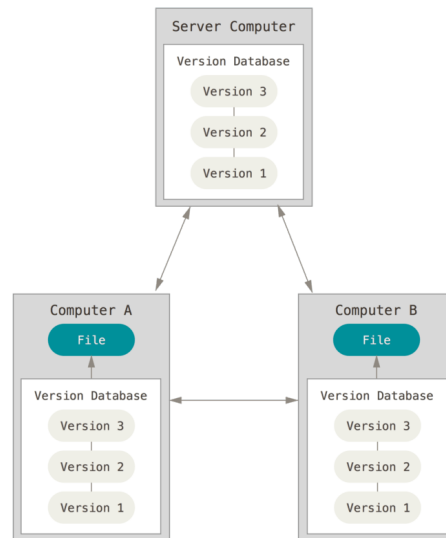 Server Computer
Version Database
Version 3
Version 2
Version 1
Computer A
File
Version Database
Version 3
Version 2
Version 1
Computer B
File
Version Database
Version 3
Version 2
Version 1